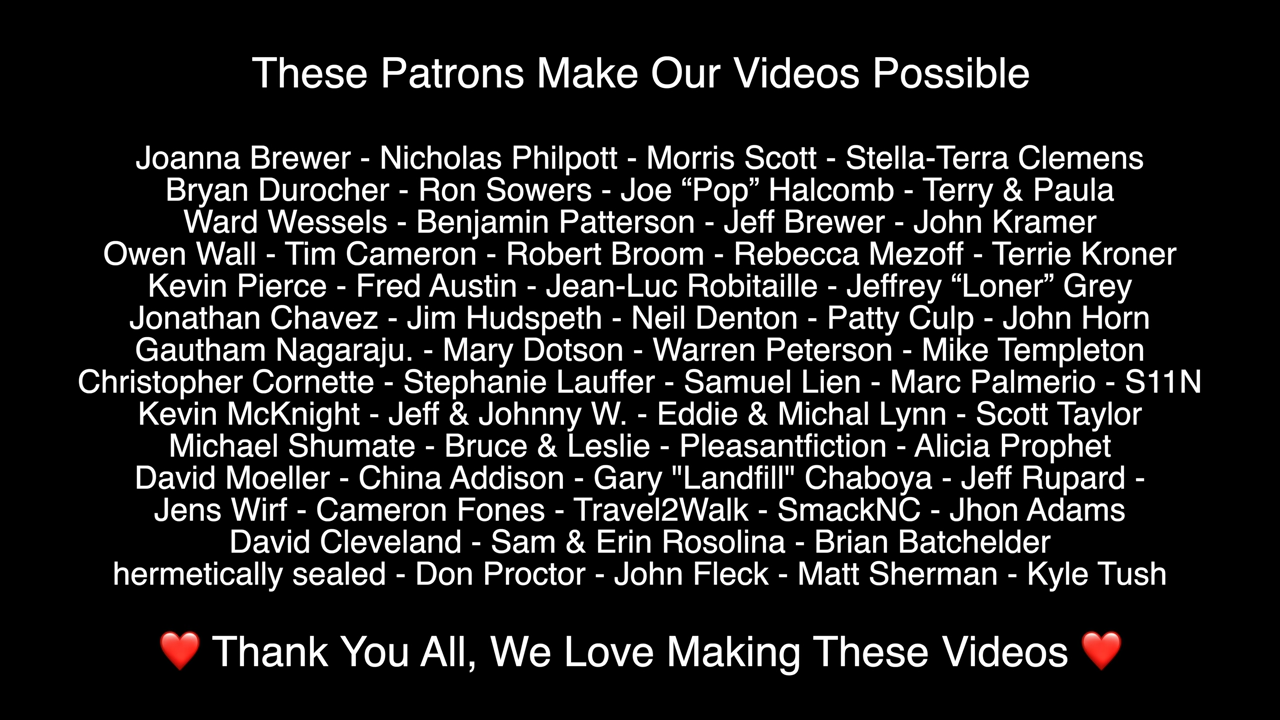 These Patrons Make Our Videos Possible
Joanna Brewer - Nicholas Philpott - Morris Scott - Stella-Terra Clemens
Bryan Durocher - Ron Sowers - Joe “Pop” Halcomb - Terry & Paula
Ward Wessels - Benjamin Patterson - Jeff Brewer - John Kramer
Owen Wall - Tim Cameron - Robert Broom - Rebecca Mezoff - Terrie Kroner
Kevin Pierce - Fred Austin - Jean-Luc Robitaille - Jeffrey “Loner” Grey
Jonathan Chavez - Jim Hudspeth - Neil Denton - Patty Culp - John Horn
Gautham Nagaraju. - Mary Dotson - Warren Peterson - Mike Templeton
Christopher Cornette - Stephanie Lauffer - Samuel Lien - Marc Palmerio - S11N
Kevin McKnight - Jeff & Johnny W. - Eddie & Michal Lynn - Scott Taylor
Michael Shumate - Bruce & Leslie - Pleasantfiction - Alicia Prophet
David Moeller - China Addison - Gary "Landfill" Chaboya - Jeff Rupard -
Jens Wirf - Cameron Fones - Travel2Walk - SmackNC - Jhon Adams
David Cleveland - Sam & Erin Rosolina - Brian Batchelder
hermetically sealed - Don Proctor - John Fleck - Matt Sherman - Kyle Tush
❤️ Thank You All, We Love Making These Videos ❤️